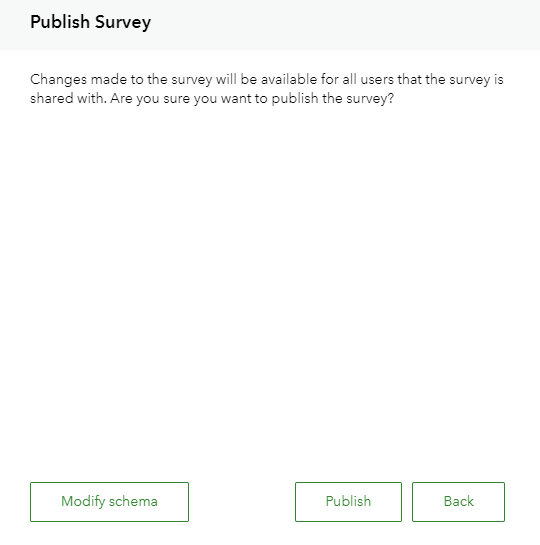 Publish Survey
Changes made to the survey will be available for all users that the survey is
shared with. Are you sure you want to publish the survey?
Modify schema
Publish
Back